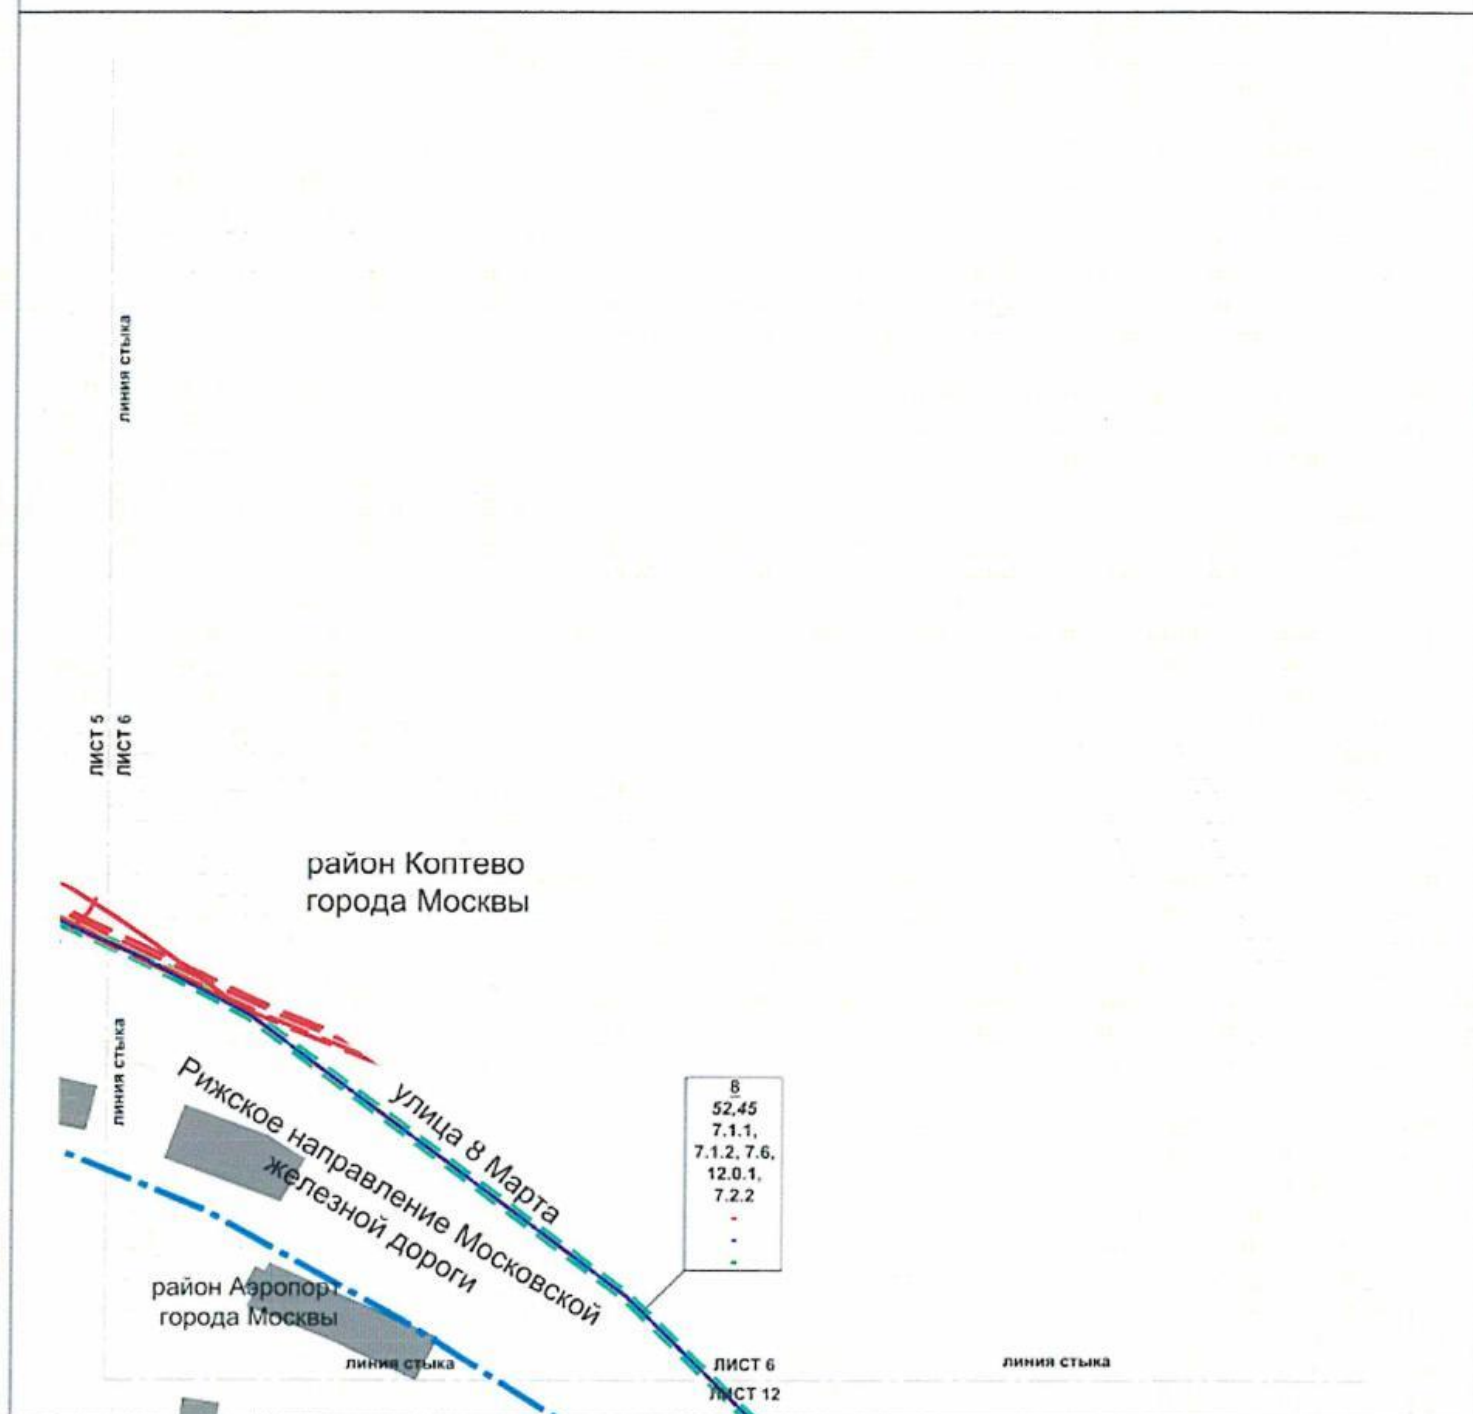 линия стыка
ЛИСТ 5
ЛИСТ 6
район Коптево
города Москвы
линия стыка
Рижское направление Московской
железной дороги
улица 8 Марта
8
52,45
7.1.1,
7.1.2, 7.6,
12.0.1,
7.2.2
-
-
-
район Аэропорт
города Москвы
линия стыка
ЛИСТ 6
линия стыка
ЛИСТ 12